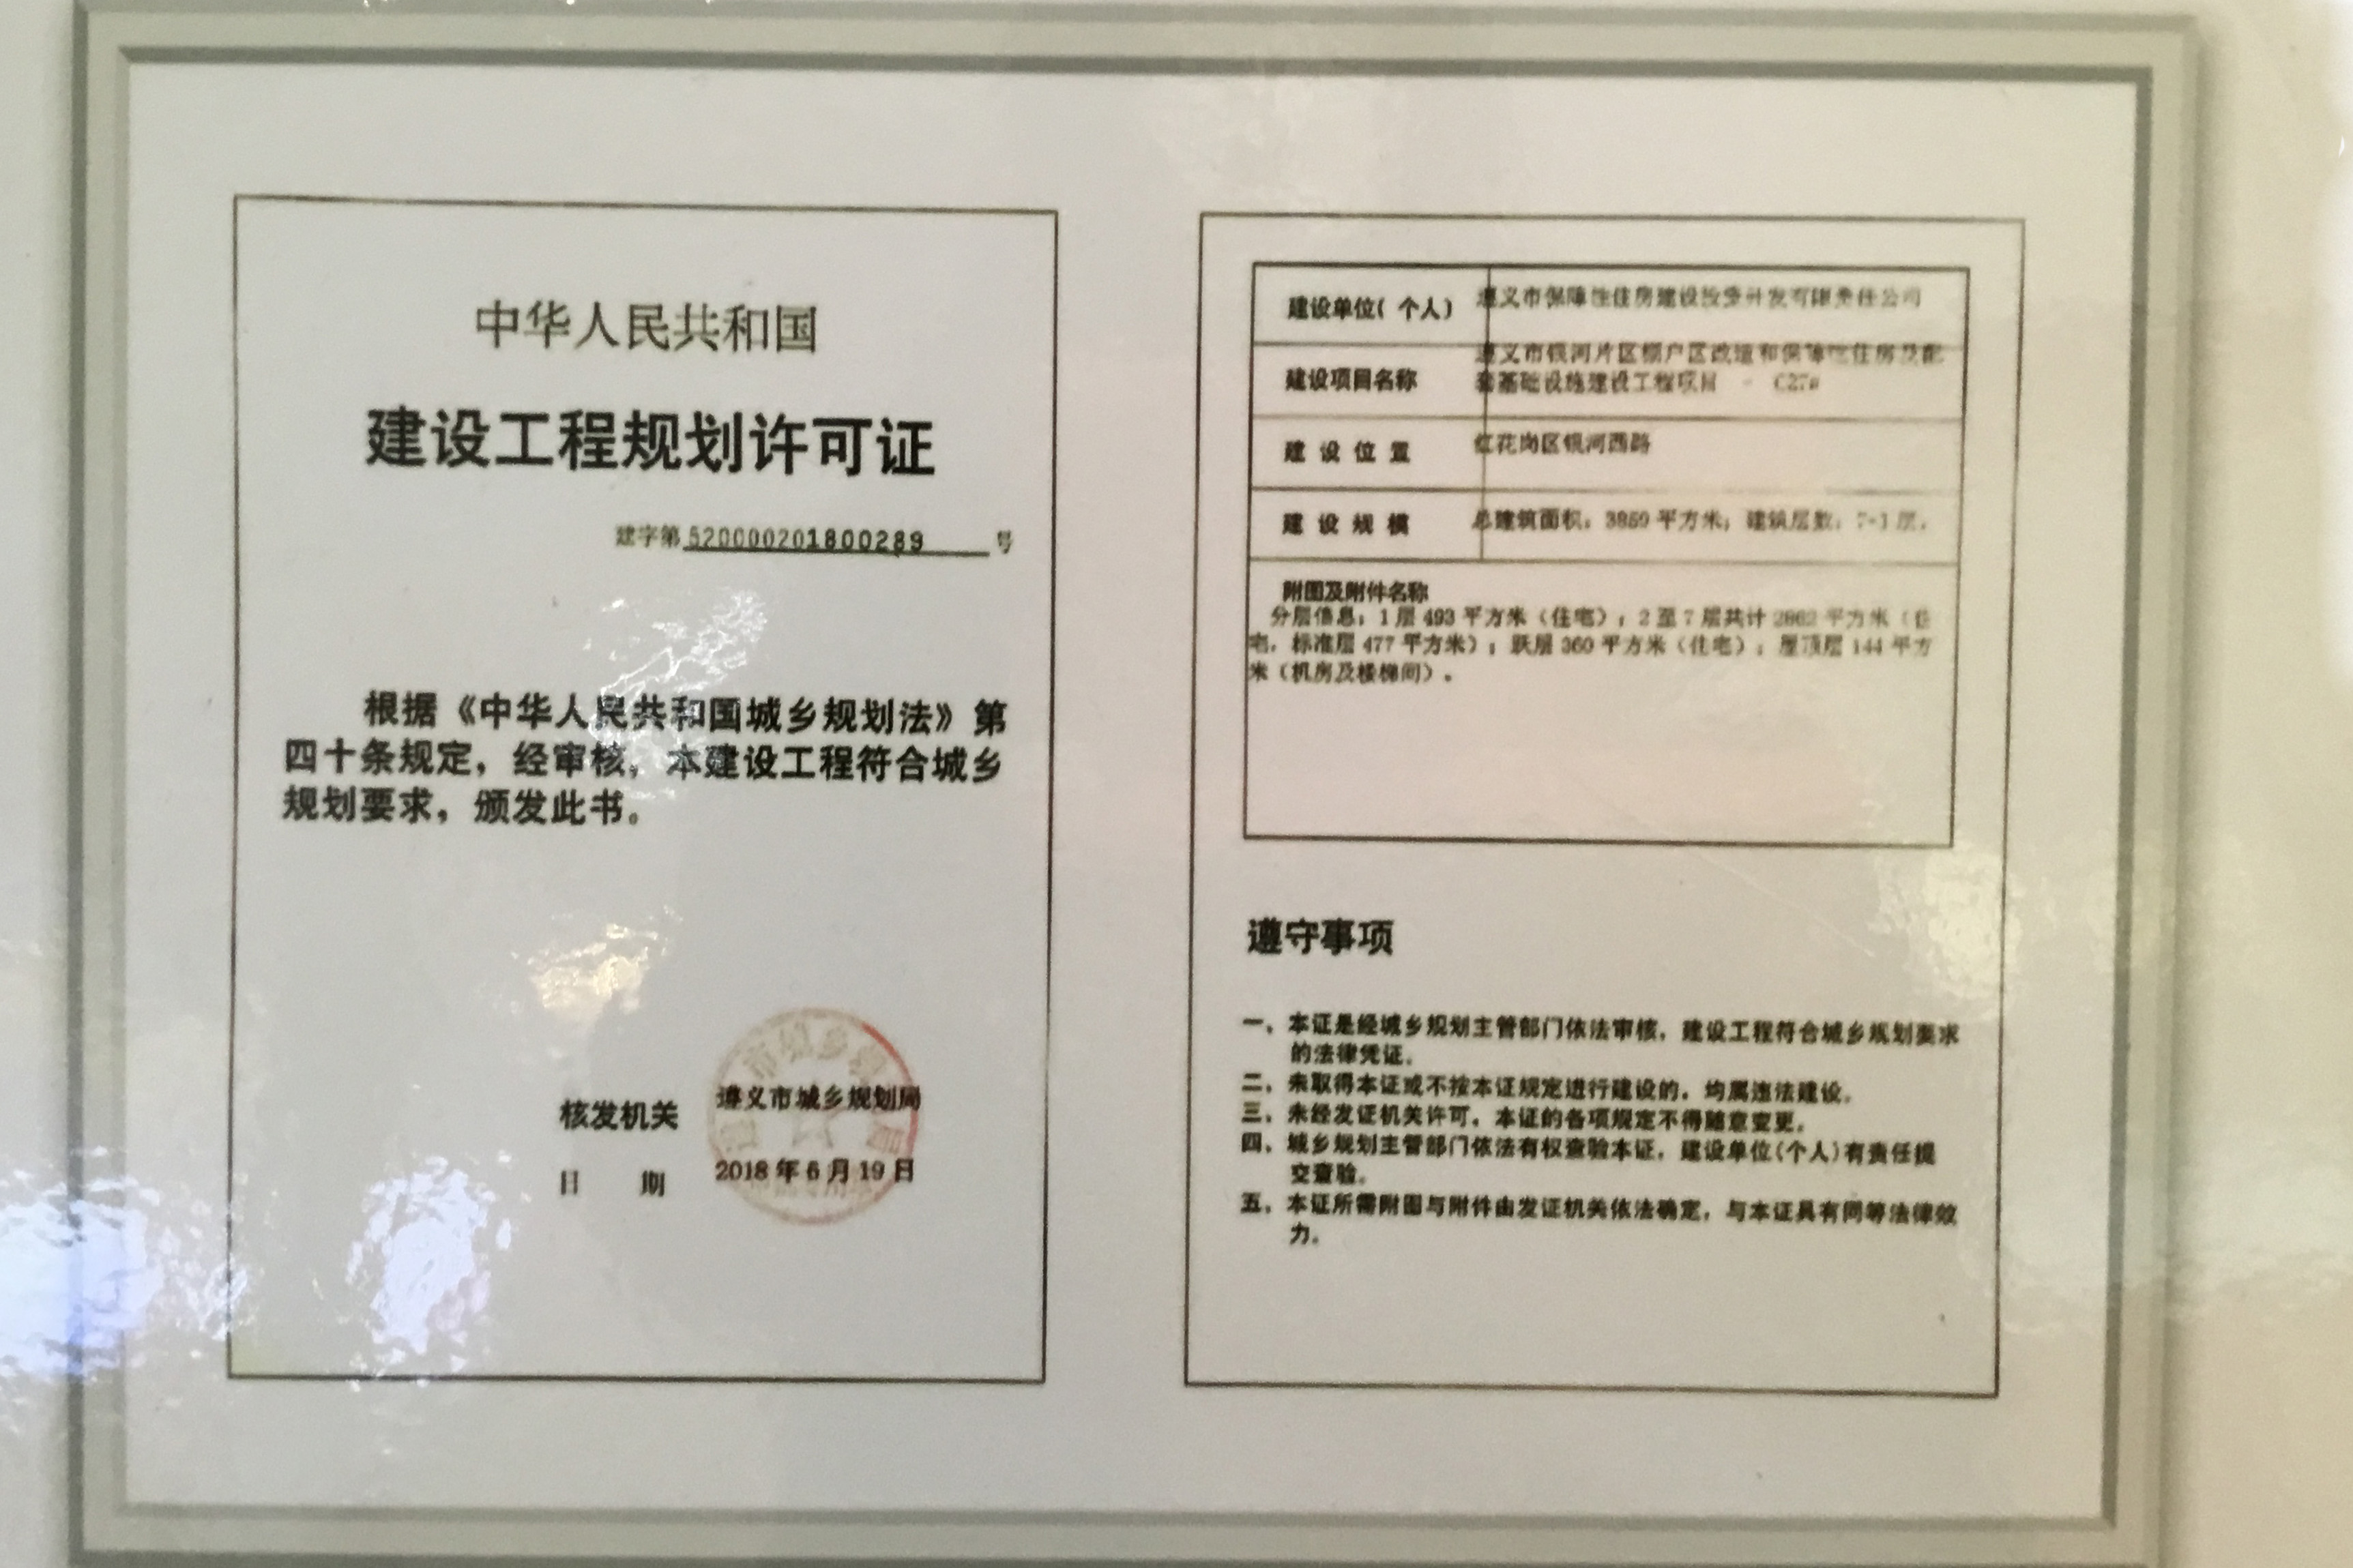 中华人民共和国
建设工程规划许可证
建字第520000201800289号
根据《中华人民共和国城乡规划法》第
四十条规定，经审核，本建设工程符合城乡
规划要求，颁发此书。
核发机关 遵义市城乡规划局
日期 2018年6月19日
建设单位(个人) 遵义市保障性住房建设投资开发有限责任公司
遵义市银河片区棚户区改造和保障性住房及配
建设项目名称 套基础设施建设工程项目 - C27#
建设位置 红花岗区银河西路
建设规模 总建筑面积：3859平方米；建筑层数：7-1层。
附图及附件名称
分层信息：1层493平方米（住宅）；2至7层共计2862平方米（住
宅，标准层477平方米）；跃层360平方米（住宅）；屋顶层144平方
米（机房及楼梯间）。
遵守事项
一、本证是经城乡规划主管部门依法审核，建设工程符合城乡规划要求
的法律凭证。
二、未取得本证或不按本证规定进行建设的，均属违法建设。
三、未经发证机关许可，本证的各项规定不得随意变更。
四、城乡规划主管部门依法有权查验本证，建设单位(个人)有责任提
交查验。
五、本证所需附图与附件由发证机关依法确定，与本证具有同等法律效
力。